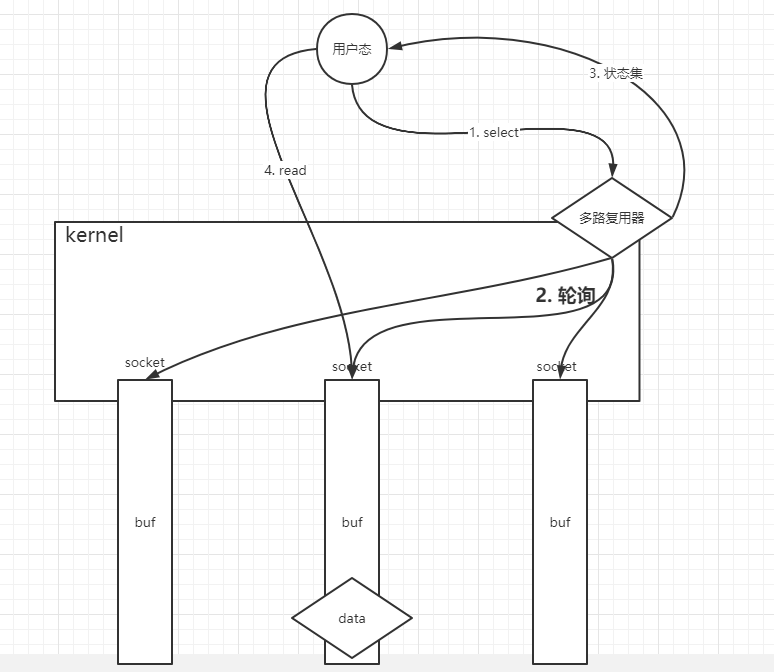 用户态
3. 状态集
1. select
4. read
多路复用器
kernel
2. 轮询
socket
socket
socket
buf
buf
buf
data